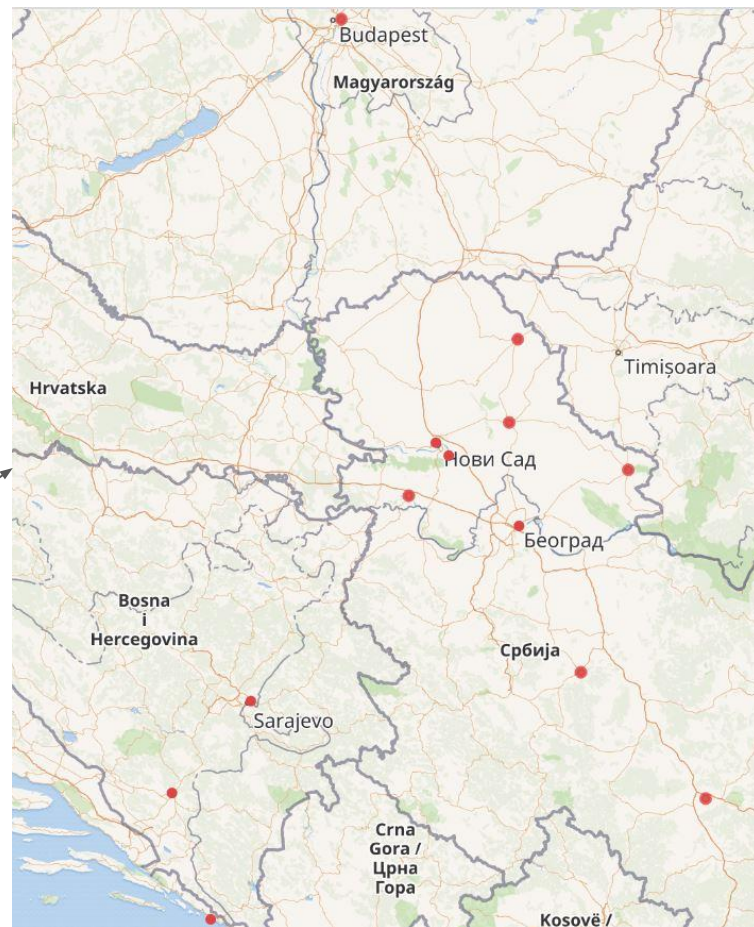 Budapest
Magyarország
Timișoara
Hrvatska
Нови Сад
Београд
Bosna
i
Hercegovina
Србија
Sarajevo
Crna
Gora /
Црна
Гора
Kosovë /